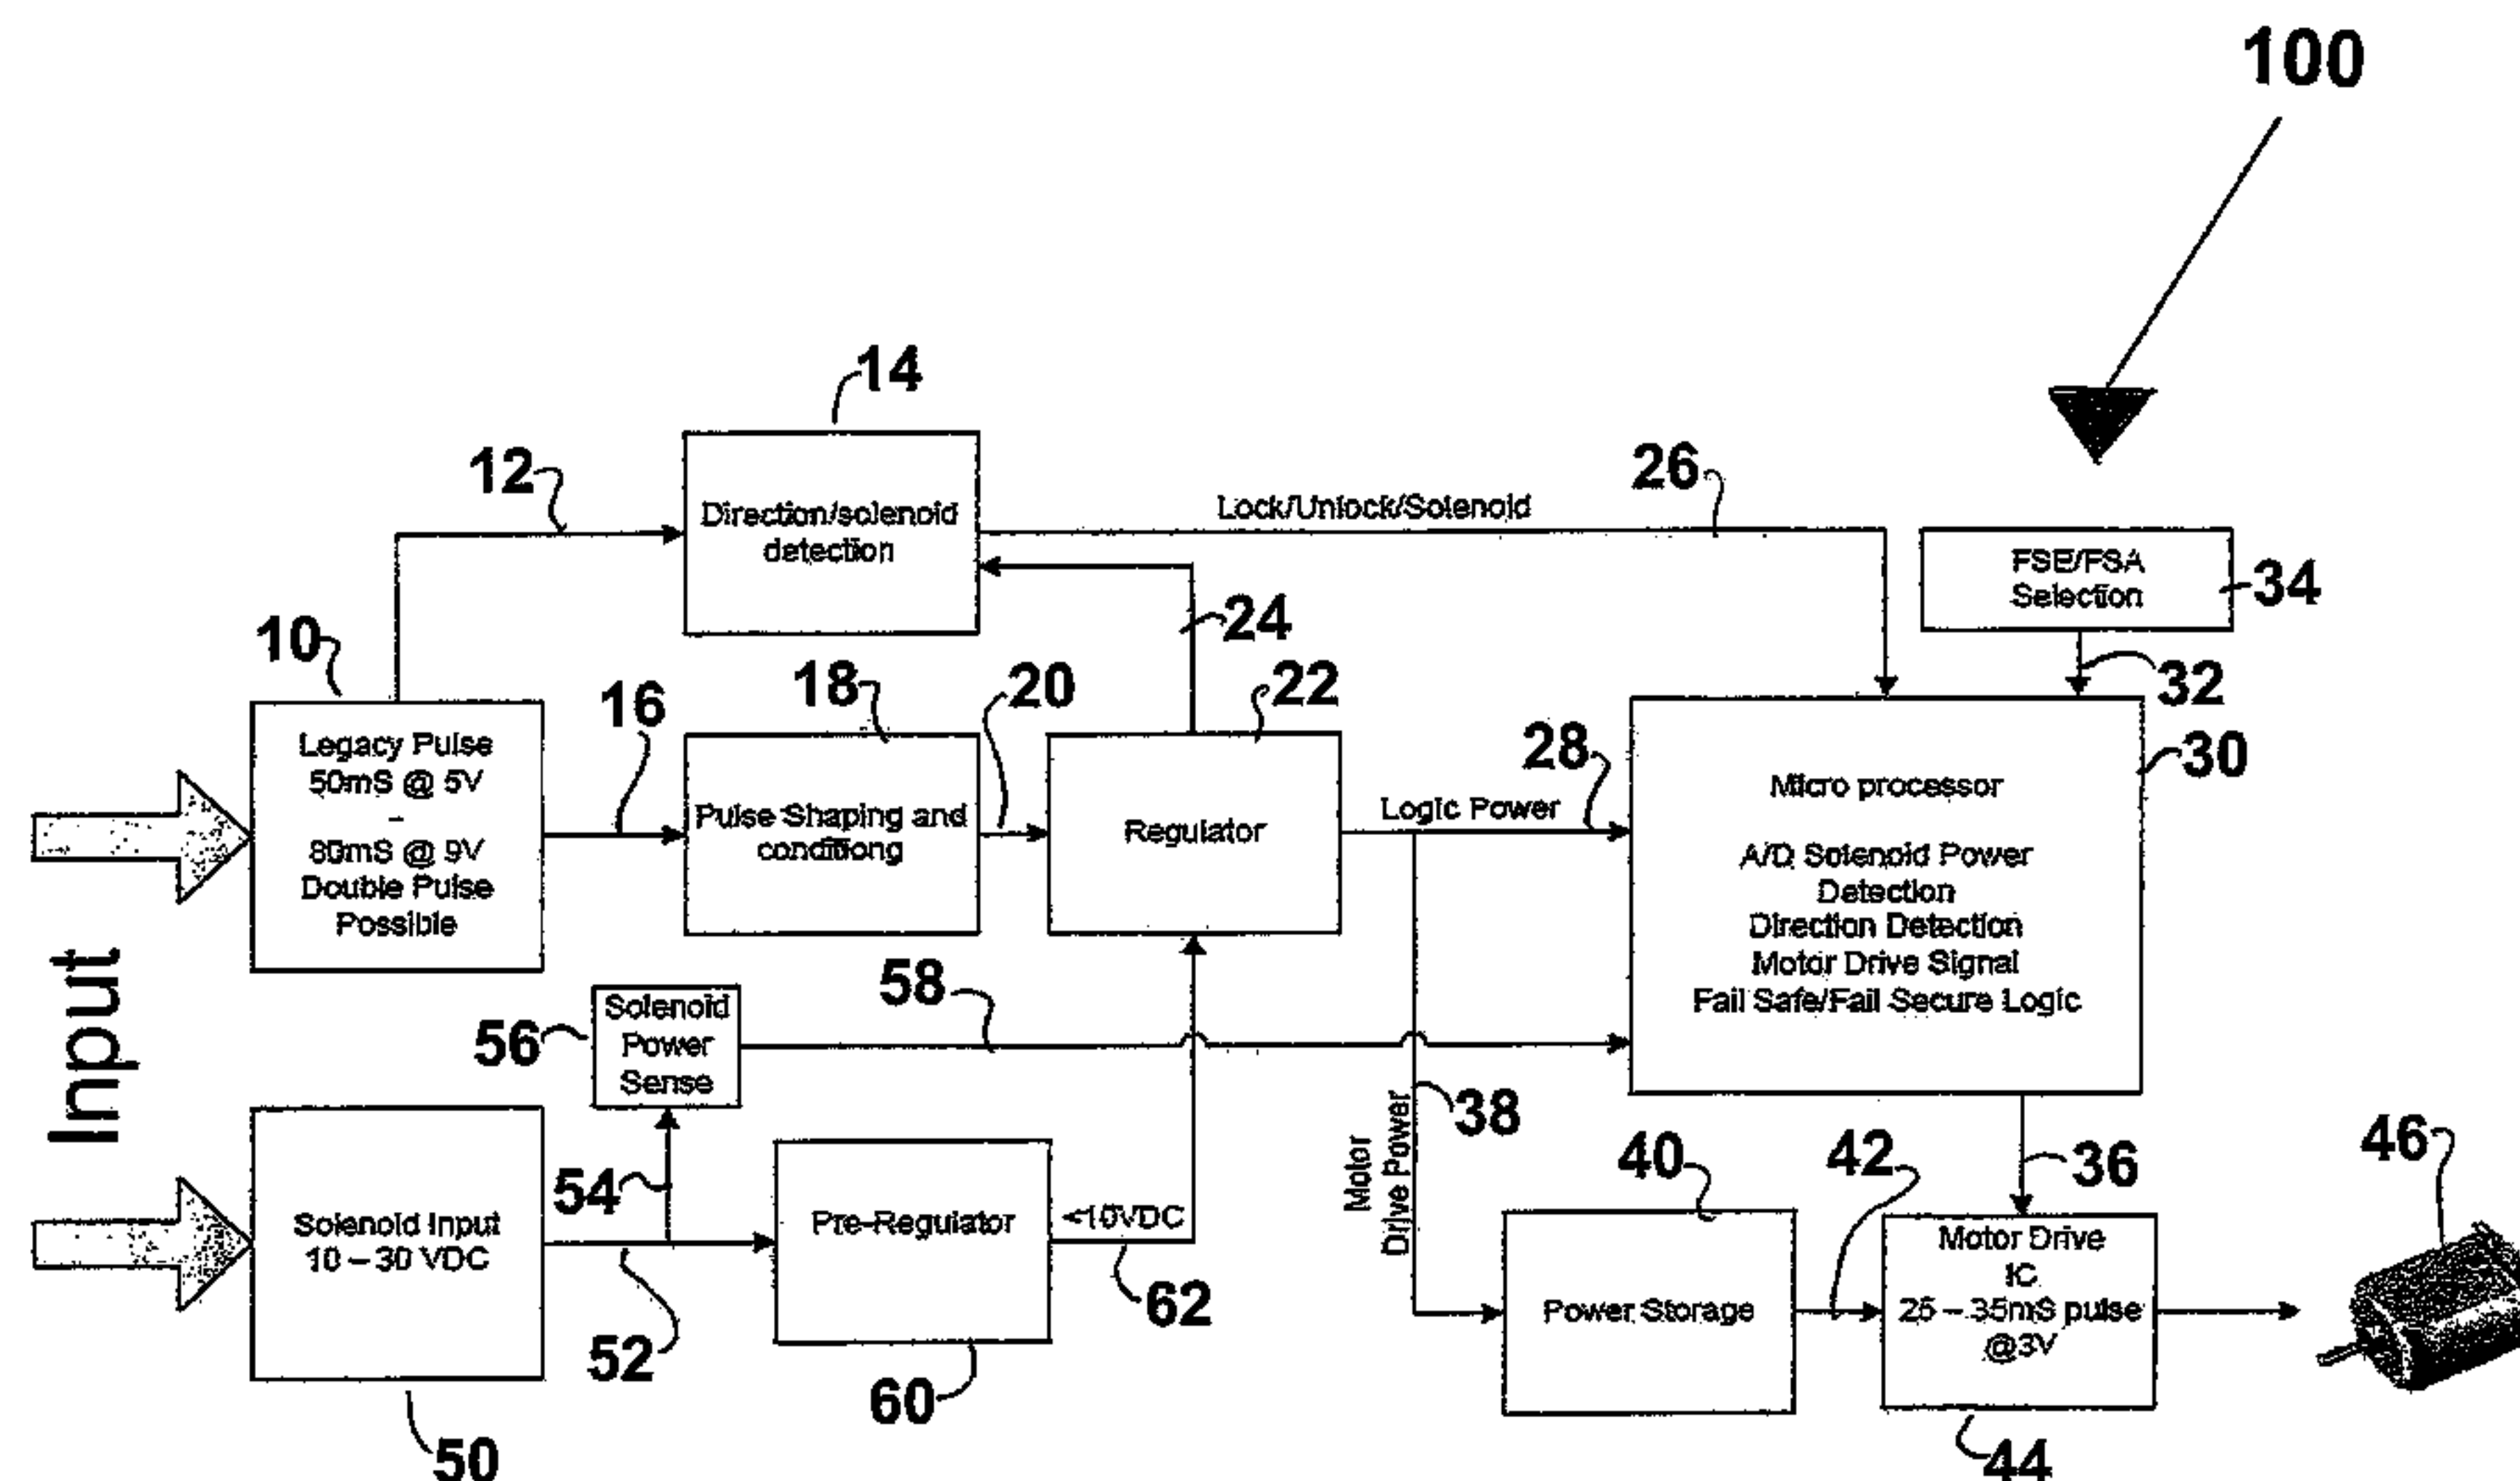 100
14
12
26
Direction/solenoid
detection
Lock/Unlock/Solenoid
FSE/FSA
Selection
34
24
10
16
18
20
22
32
28
30
Legacy Pulse
50mS @ 5V
–
80mS @ 9V
Double Pulse
Possible
Pulse Shaping and
conditiong
Regulator
Logic Power
Micro processor
A/D Solenoid Power
Detection
Direction Detection
Motor Drive Signal
Fail Safe/Fail Secure Logic
Input
58
56
Solenoid
Power
Sense
38
Motor
Drive Power
54
40
42
36
46
Solenoid Input
10 – 30 VDC
Pre-Regulator
<10VDC
62
52
60
50
Power Storage
Motor Drive
IC
25 – 35mS pulse
@3V
44